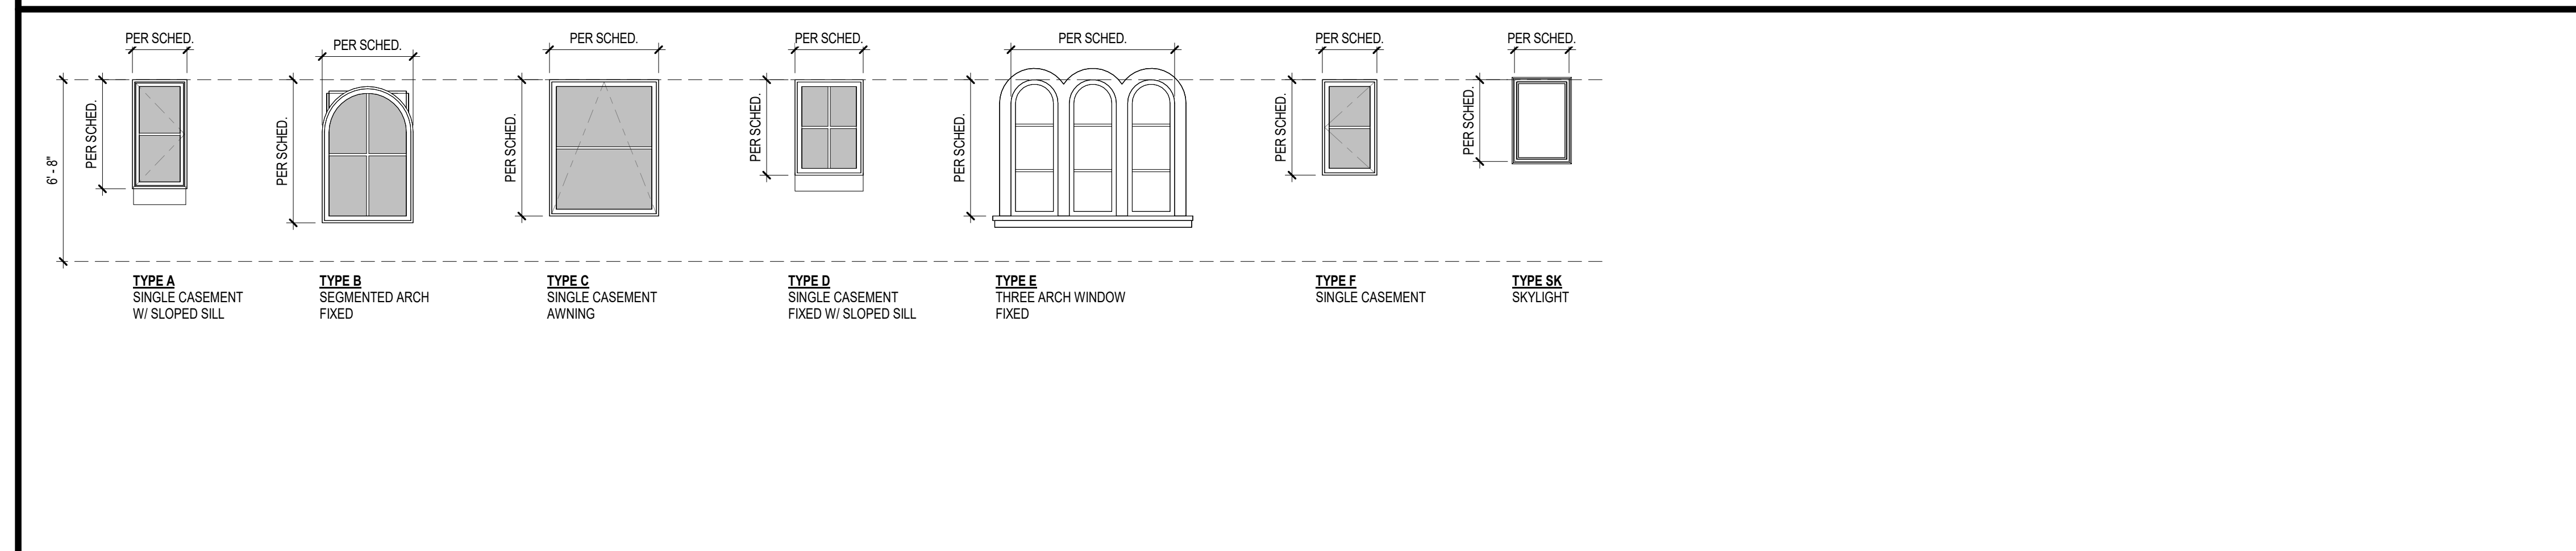 PER SCHED.
PER SCHED.
PER SCHED.
PER SCHED.
PER SCHED.
PER SCHED.
PER SCHED.
6' - 8"
PER SCHED.
PER SCHED.
PER SCHED.
PER SCHED.
PER SCHED.
PER SCHED.
PER SCHED.
TYPE A
SINGLE CASEMENT
W/ SLOPED SILL
TYPE B
SEGMENTED ARCH
FIXED
TYPE C
SINGLE CASEMENT
AWNING
TYPE D
SINGLE CASEMENT
FIXED W/ SLOPED SILL
TYPE E
THREE ARCH WINDOW
FIXED
TYPE F
SINGLE CASEMENT
TYPE SK
SKYLIGHT